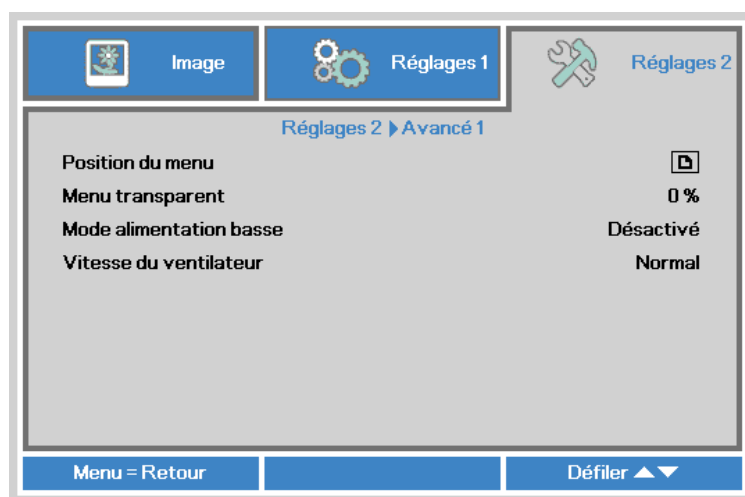 Image
Réglages 1
Réglages 2
Réglages 2 ▶ Avancé 1
Position du menu
Menu transparent 0 %
Mode alimentation basse Désactivé
Vitesse du ventilateur Normal
Menu = Retour
Défiler ▲▼